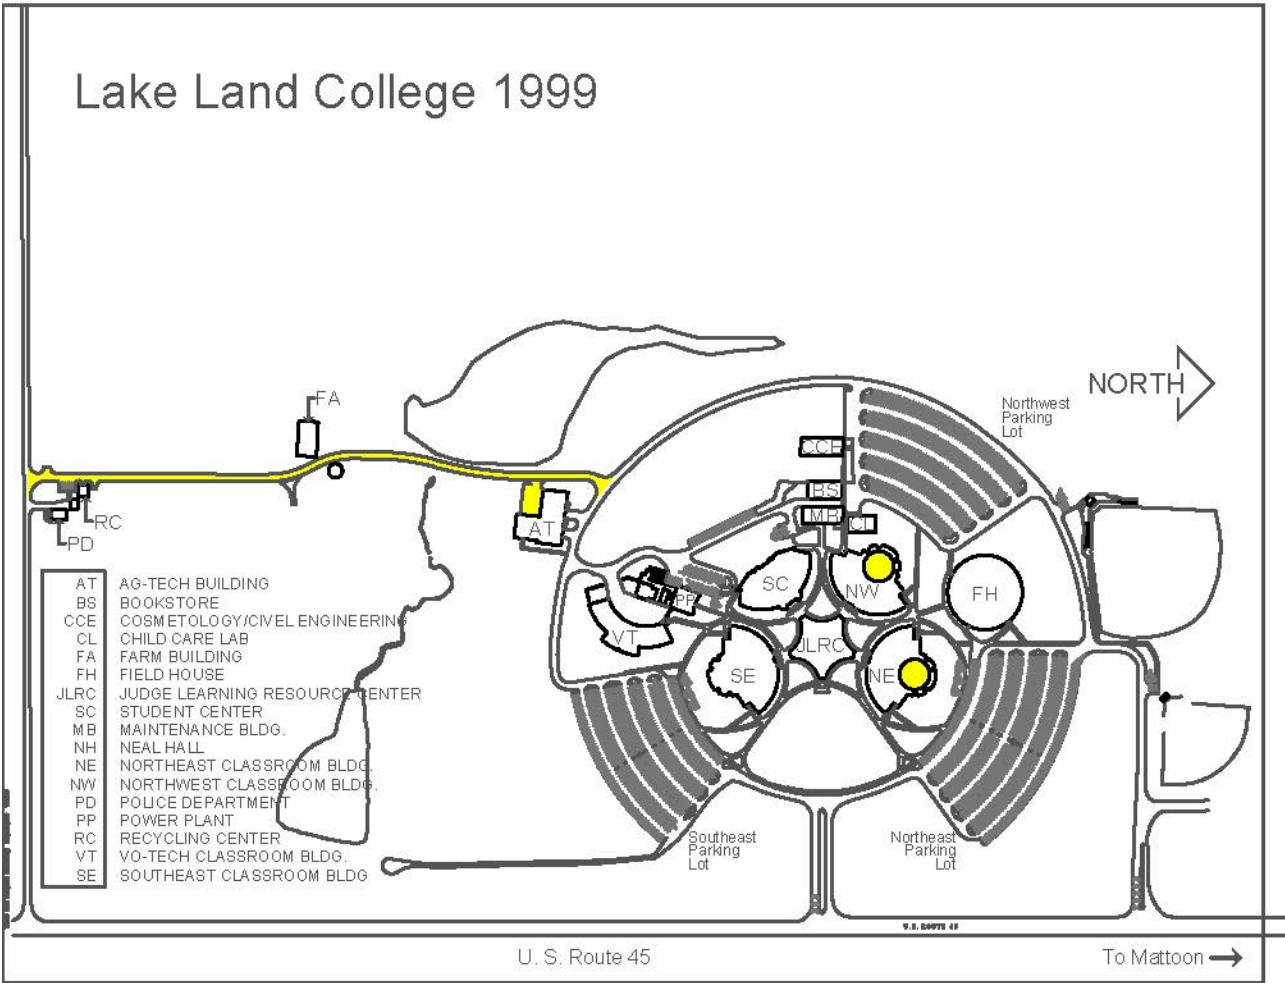 Lake Land College 1999
NORTH
Northwest
Parking
Lot
FA
CCE
BS
MB
CL
AT
RC
PD
SC
NW
FH
PP
VT
JLRC
SE
NE
AT AG-TECH BUILDING
BS BOOKSTORE
CCE COSMETOLOGY/CIVEL ENGINEERING
CL CHILD CARE LAB
FA FARM BUILDING
FH FIELD HOUSE
JLRC JUDGE LEARNING RESOURCE CENTER
SC STUDENT CENTER
MB MAINTENANCE BLDG.
NH NEAL HALL
NE NORTHEAST CLASSROOM BLDG.
NW NORTHWEST CLASSROOM BLDG.
PD POLICE DEPARTMENT
PP POWER PLANT
RC RECYCLING CENTER
VT VO-TECH CLASSROOM BLDG.
SE SOUTHEAST CLASSROOM BLDG
Southeast
Parking
Lot
Northeast
Parking
Lot
U.S. ROUTE 45
U. S. Route 45
To Mattoon